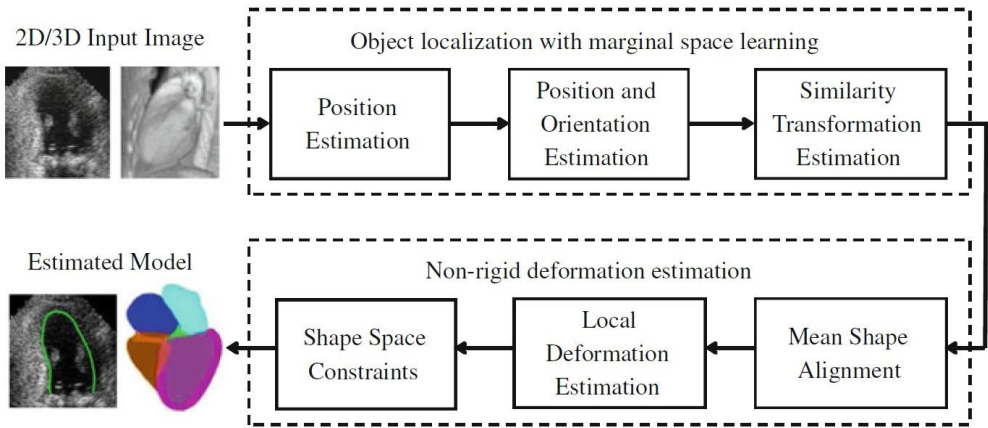 2D/3D Input Image
Object localization with marginal space learning
Position
Estimation
Position and
Orientation
Estimation
Similarity
Transformation
Estimation
Estimated Model
Non-rigid deformation estimation
Shape Space
Constraints
Local
Deformation
Estimation
Mean Shape
Alignment